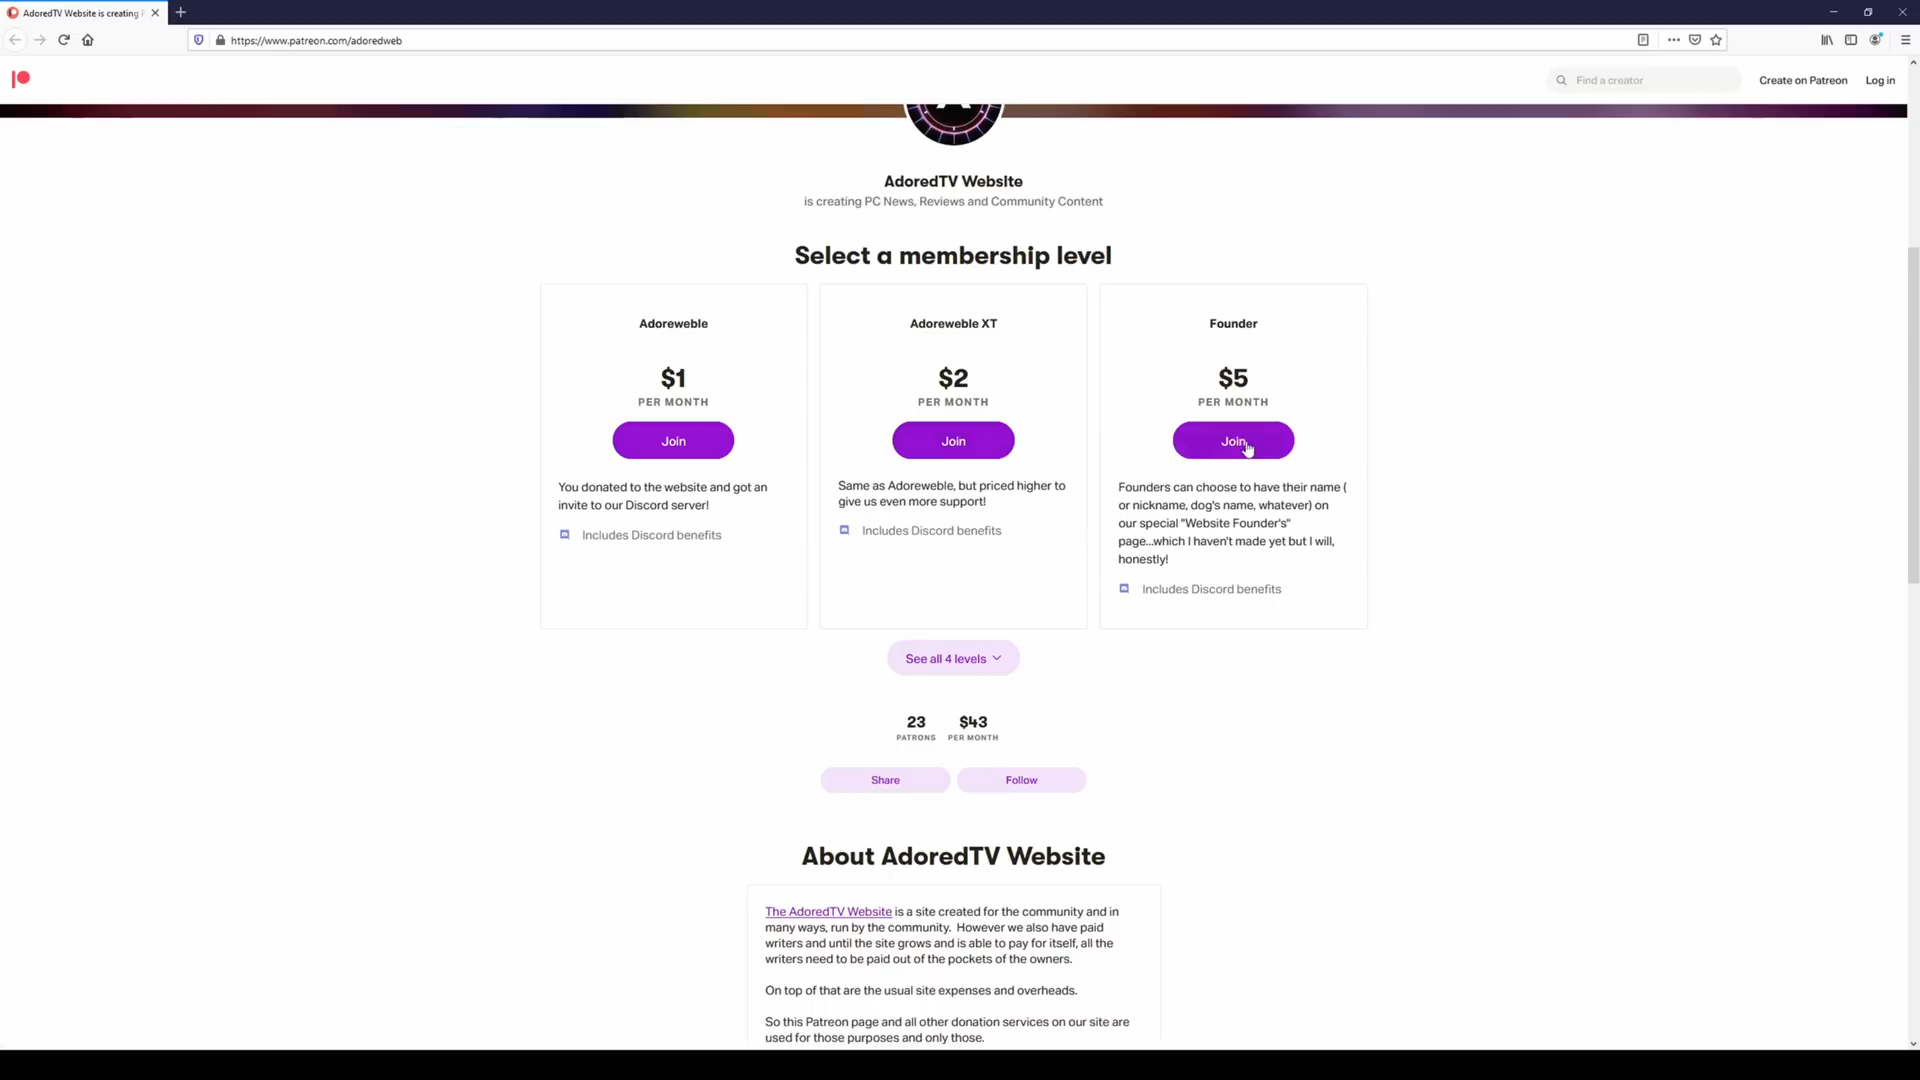 AdoredTV Website is creating
https://www.patreon.com/adoredweb
Find a creator
Create on Patreon
Log in
AdoredTV Website
is creating PC News, Reviews and Community Content
Select a membership level
Adoreweble
$1
PER MONTH
Join
You donated to the website and got an
invite to our Discord server!
Includes Discord benefits
Adoreweble XT
$2
PER MONTH
Join
Same as Adoreweble, but priced higher to
give us even more support!
Includes Discord benefits
Founder
$5
PER MONTH
Join
Founders can choose to have their name (
or nickname, dog's name, whatever) on
our special "Website Founder's"
page...which I haven't made yet but I will,
honestly!
Includes Discord benefits
See all 4 levels
23
PATRONS
$43
PER MONTH
Share
Follow
About AdoredTV Website
The AdoredTV Website is a site created for the community and in
many ways, run by the community.  However we also have paid
writers and until the site grows and is able to pay for itself, all the
writers need to be paid out of the pockets of the owners.
On top of that are the usual site expenses and overheads.
So this Patreon page and all other donation services on our site are
used for those purposes and only those.